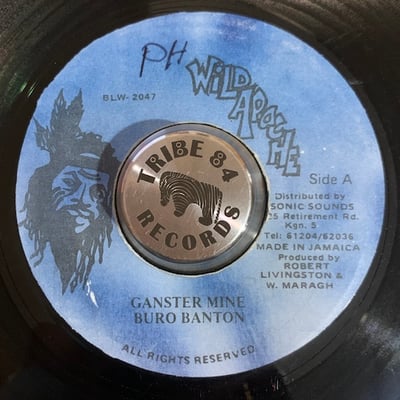 PH
WILD APACHE
BLW- 2047
TRIBE 84
RECORDS
Side A
Distributed by
SONIC SOUNDS
25 Retirement Rd.
Kgn. 5
Tel: 61204/62036
MADE IN JAMAICA
Produced by
ROBERT
LIVINGSTON &
W. MARAGH
GANSTER MINE
BURO BANTON
ALL RIGHTS RESERVED